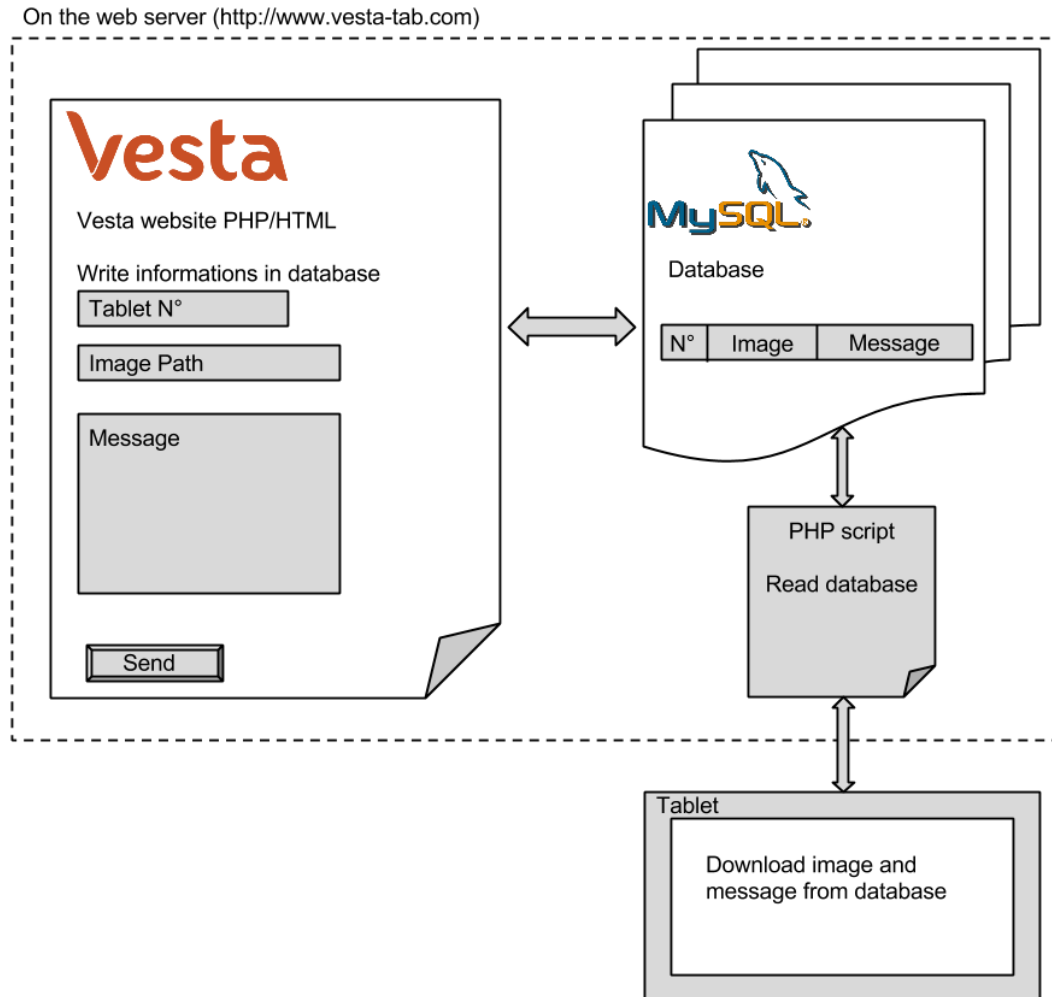 On the web server (http://www.vesta-tab.com)
Vesta
Vesta website PHP/HTML
Write informations in database
Tablet N°
Image Path
Message
Send
MySQL®
Database
N° Image Message
PHP script
Read database
Tablet
Download image and
message from database